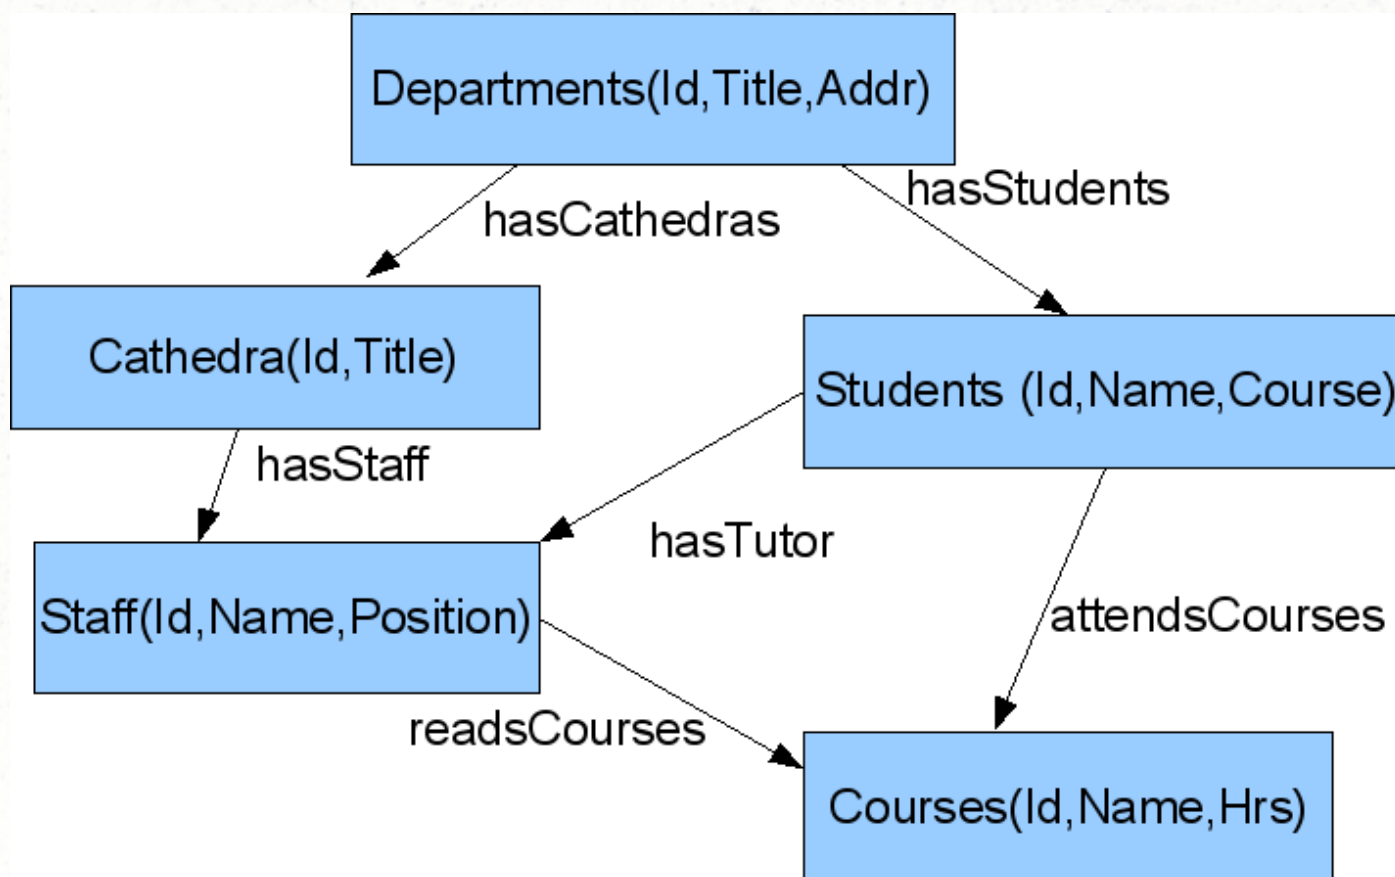 Departments(Id,Title,Addr)
hasStudents
hasCathedras
Cathedra(Id,Title)
Students (Id,Name,Course)
hasStaff
hasTutor
Staff(Id,Name,Position)
attendsCourses
readsCourses
Courses(Id,Name,Hrs)